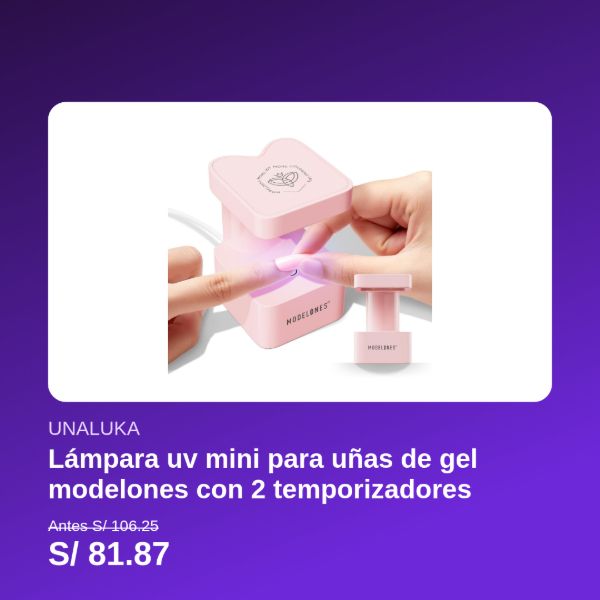 MODELONES
MODELONES
UNALUKA
Lámpara uv mini para uñas de gel
modelones con 2 temporizadores
Antes S/ 106.25
S/ 81.87